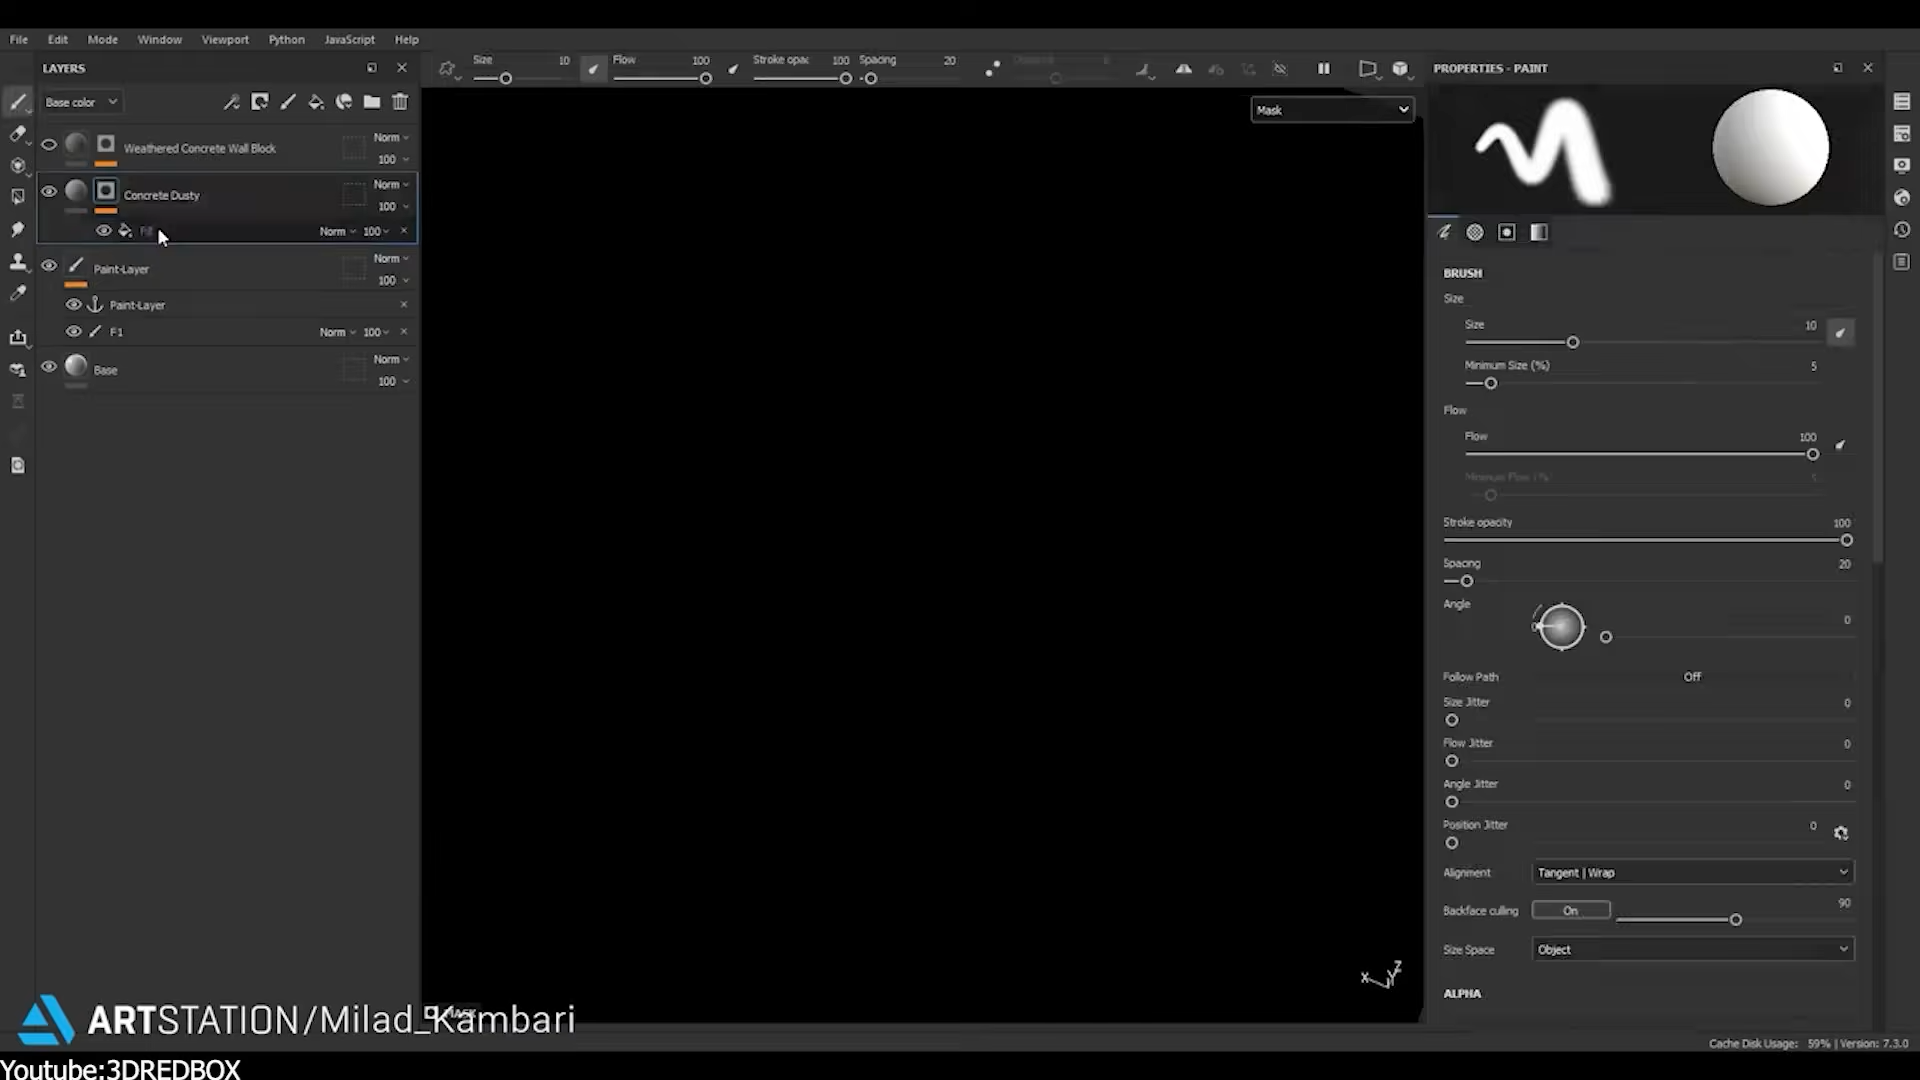 File Edit Mode Window Viewport Python JavaScript Help
LAYERS
Size 10 Flow 100 Stroke opac 100 Spacing 20
PROPERTIES - PAINT
Base color
Mask
Norm
Weathered Concrete Wall Block
100
Norm
Concrete Dusty
100
Fill Norm 100
Norm
Paint-Layer
100
Paint-Layer
F1 Norm 100
Norm
Base
100
BRUSH
Size
Size 10
Minimum Size (%) 5
Flow
Flow 100
Minimum Flow (%) 5
Stroke opacity 100
Spacing 20
Angle 0
Follow Path Off
Size Jitter 0
Flow Jitter 0
Angle Jitter 0
Position Jitter 0
Alignment Tangent | Wrap
Backface culling On 90
Size Space Object
ALPHA
X Y Z
ARTSTATION/Milad_Kambari
Cache Disk Usage: 59% | Version: 7.3.0
Youtube:3DREDBOX